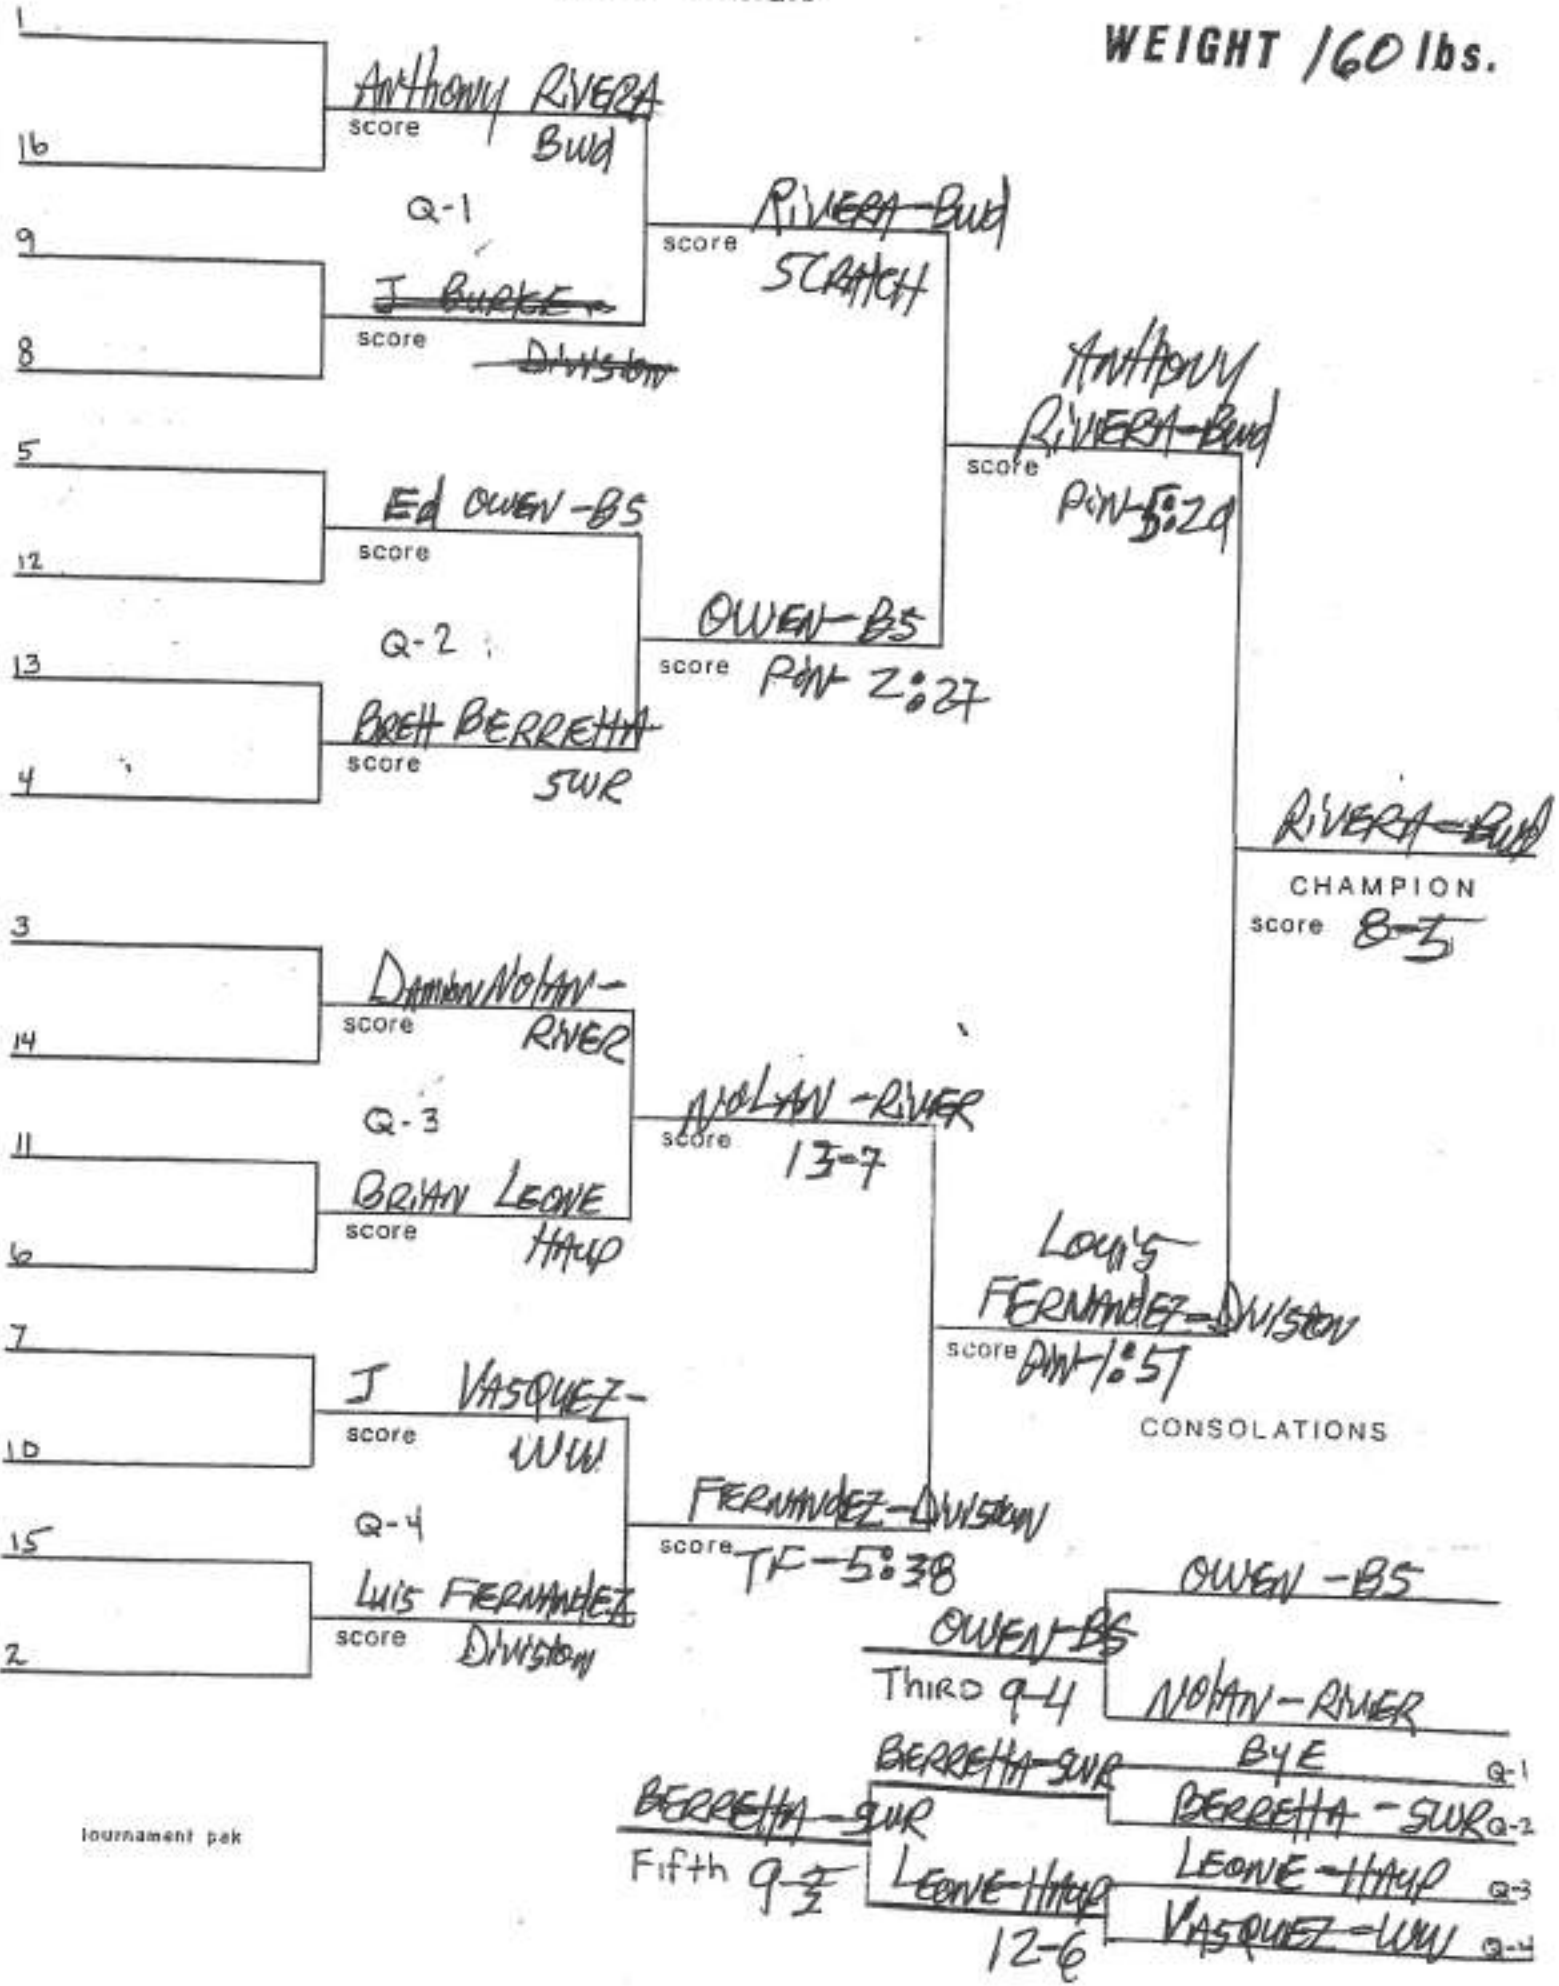 WEIGHT 160 lbs.
1
Anthony RIVERA
score
Bwd
16
Q-1
9
J BURKE -
score
Division
8
RIVERA-Bwd
score
SCRATCH
5
Ed OWEN-BS
score
12
Q-2
13
BRETT BERRETTA
score
SWR
4
OWEN-BS
score
PiN 2:27
ANTHONY
RIVERA-Bwd
score
PiN-5:29
RIVERA-Bwd
CHAMPION
score 8-5
3
DAMION NOLAN-
score
RIVER
14
Q-3
11
BRIAN LEONE
score
HAUP
6
NOLAN-RIVER
score
13-7
7
J VASQUEZ-
score
WW
10
Q-4
15
Luis FERNANDEZ
score
Division
2
FERNANDEZ-Division
score
TF-5:38
Louis
FERNANDEZ-Division
score PiN-1:57
CONSOLATIONS
OWEN-BS
OWEN-BS
THIRD 9-4
NOLAN-RIVER
BERRETTA-SWR
ByE Q-1
BERRETTA-SWR Q-2
BERRETTA-SWR
Fifth
LEONE-HAUP
12-6
LEONE-HAUP Q-3
VASQUEZ-WW Q-4
tournament pak